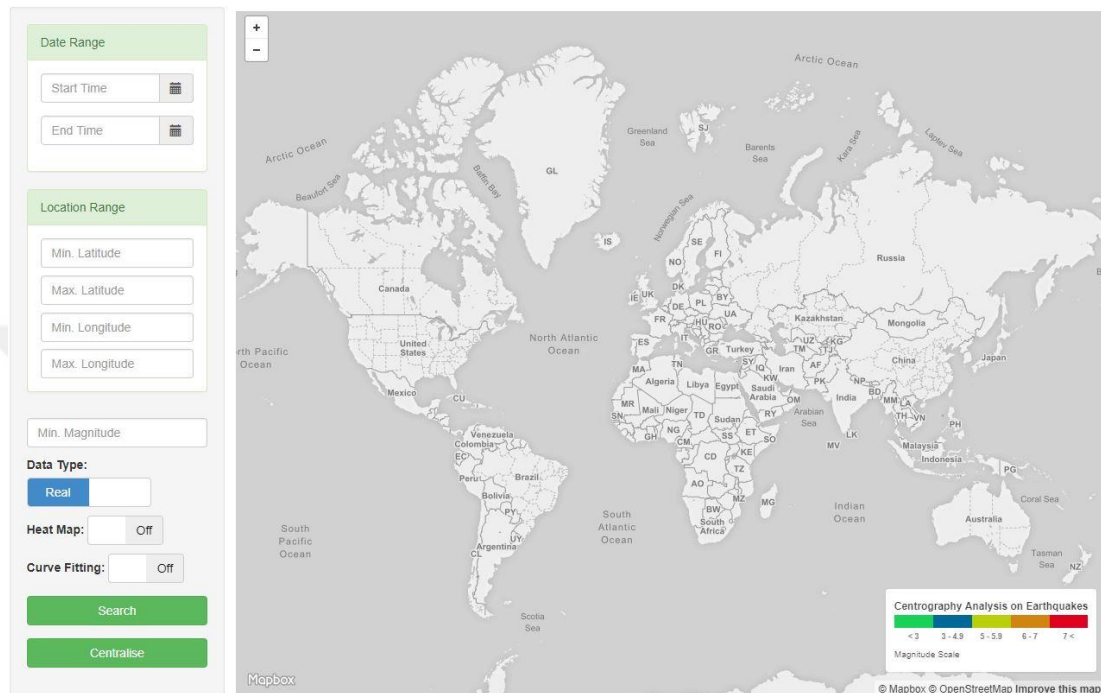 Date Range
Start Time
End Time
Location Range
Min. Latitude
Max. Latitude
Min. Longitude
Max. Longitude
Min. Magnitude
Data Type:
Real
Heat Map: Off
Curve Fitting: Off
Search
Centralise
+
−
Arctic Ocean
Arctic Ocean
Beaufort Sea
Baffin Bay
Greenland
Sea
SJ
Barents
Sea
Kara Sea
Laptev Sea
GL
Norwegian Sea
IS
SE
FI
NO
Russia
Canada
DK
IE
UK
DE
PL
BY
UA
FR
HU
RO
Kazakhstan
Mongolia
United
States
North Atlantic
Ocean
rth Pacific
Ocean
ES
IT
GR
Turkey
UZ
KG
TM
TJ
China
Japan
SY
IQ
Iran
AF
MA
TN
Algeria
Libya
Egypt
KW
Saudi
Arabia
PK
NP
BD
India
MM
LA
OM
Mexico
CU
MR
Mali
Niger
TD
Sudan
RY
Arabian
Sea
TH
VN
PH
SN
GH
NG
CM
SS
ET
SO
LK
MV
Venezuela
Colombia
EC
Malaysia
Indonesia
PG
CD
KE
TZ
Peru
Brazil
Bolivia
AO
MZ
MG
PY
BW
Indian
Ocean
Coral Sea
Australia
South
Pacific
Ocean
South
Atlantic
Ocean
South
Africa
UY
Argentina
CL
Tasman
Sea
NZ
Scotia
Sea
Centrography Analysis on Earthquakes
< 3 3 - 4.9 5 - 5.9 6 - 7 7 <
Magnitude Scale
Mapbox
© Mapbox © OpenStreetMap Improve this map